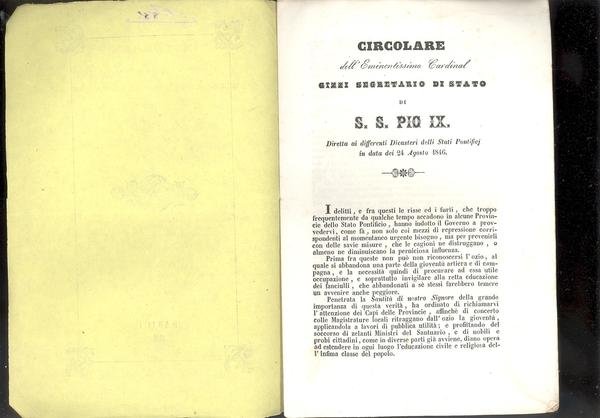 CIRCOLARE
dell'Eminentissimo Cardinal
GIZZI SEGRETARIO DI STATO
DI
S. S. PIO IX.
Diretta ai differenti Dicasteri delli Stati Pontificj
in data dei 24 Agosto 1846.
I delitti, e fra questi le risse ed i furti, che troppo
frequentemente da qualche tempo accadono in alcune Provin-
cie dello Stato Pontificio, hanno indotto il Governo a prov-
vedervi, come fà, non solo coi mezzi di repressione corri-
spondenti al momentaneo urgente bisogno, ma per prevenirli
con delle savie misure, che le cagioni ne distruggano, o
almeno ne diminuiscano la perniciosa influenza.
Prima fra queste non può non riconoscersi l'ozio, al
quale si abbandona una parte della gioventù artiera e di cam-
pagna, e la necessità quindi di procurare ad essa utile
occupazione, e soprattutto invigilare alla retta educazione
dei fanciulli, che abbandonati a sè stessi farebbero temere
un avvenire anche peggiore.
Penetrata la Santità di nostro Signore della grande
importanza di questa verità, ha ordinato di richiamarvi
l'attenzione dei Capi delle Provincie, affinchè di concerto
colle Magistrature locali ritraggano dall'ozio la gioventù,
applicandola a lavori di pubblica utilità; e profittando del
soccorso di zelanti Ministri del Santuario, e di nobili e
probi cittadini, come in diverse parti già avviene, diano opera
ad estendere in ogni luogo l'educazione civile e religiosa del-
l'infima classe del popolo.